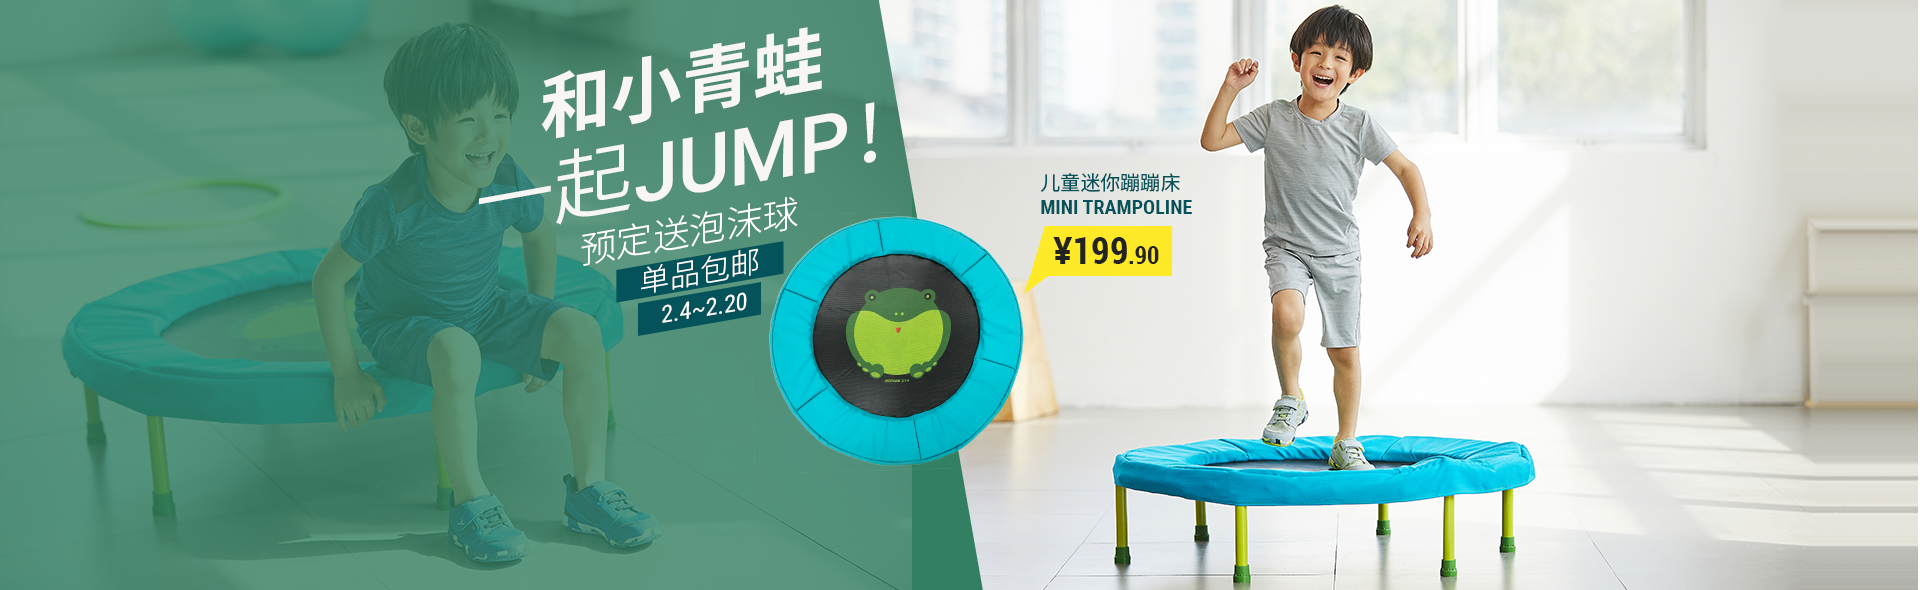 和小青蛙
一起JUMP!
预定送泡沫球
单品包邮
2.4~2.20
儿童迷你蹦蹦床
MINI TRAMPOLINE
¥199.90